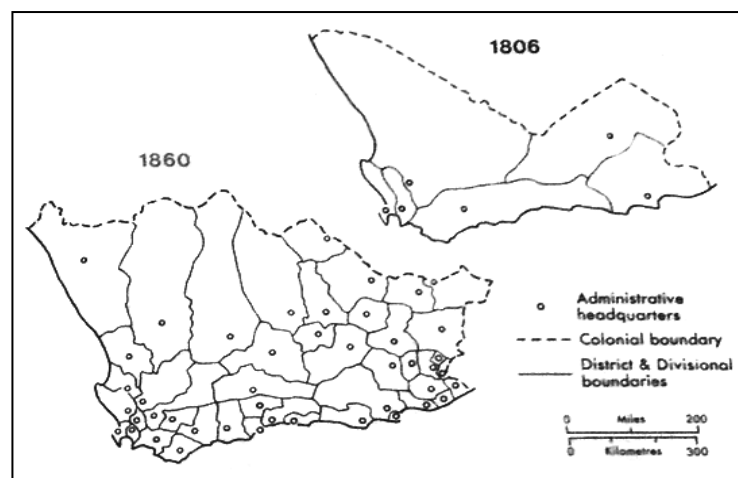 1806
1860
Administrative
headquarters
Colonial boundary
District & Divisional
boundaries
0 Miles 200
0 Kilometres 300